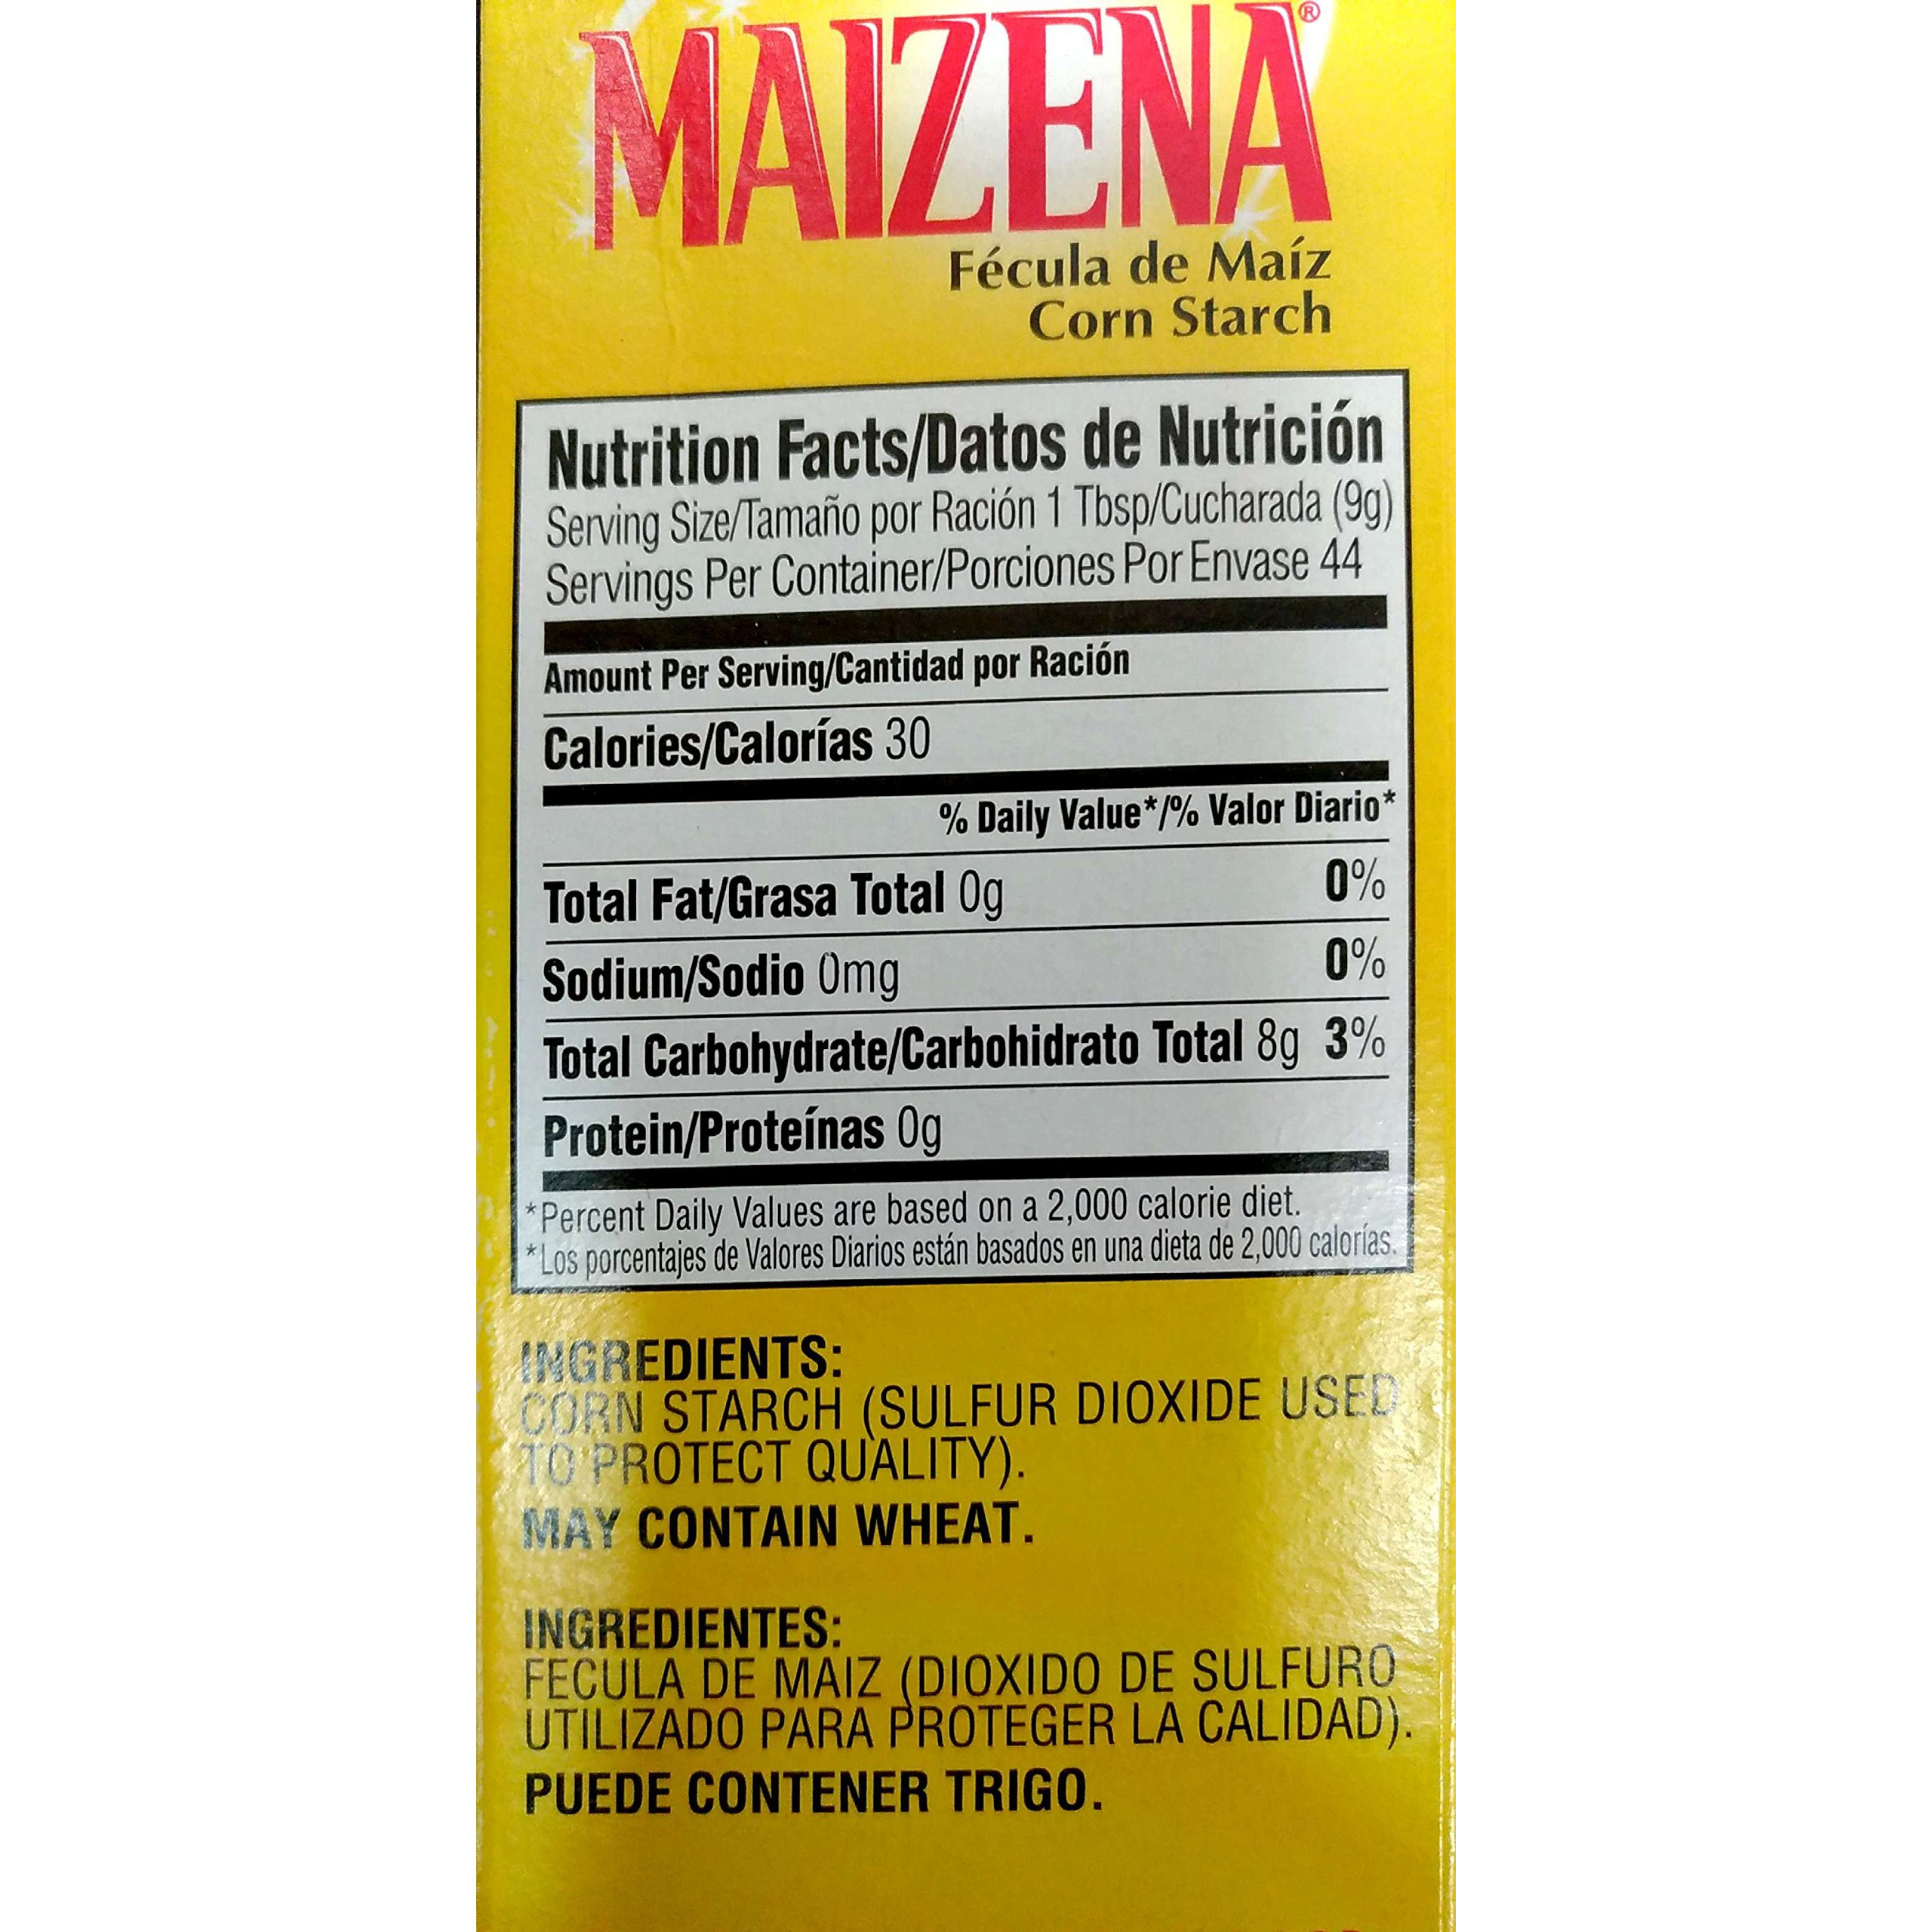 MAIZENA®
Fécula de Maíz
Corn Starch
Nutrition Facts/Datos de Nutrición
Serving Size/Tamaño por Ración 1 Tbsp/Cucharada (9g)
Servings Per Container/Porciones Por Envase 44
Amount Per Serving/Cantidad por Ración
Calories/Calorías 30
% Daily Value*/% Valor Diario*
Total Fat/Grasa Total 0g 0%
Sodium/Sodio 0mg 0%
Total Carbohydrate/Carbohidrato Total 8g 3%
Protein/Proteínas 0g
*Percent Daily Values are based on a 2,000 calorie diet.
*Los porcentajes de Valores Diarios están basados en una dieta de 2,000 calorías.
INGREDIENTS:
CORN STARCH (SULFUR DIOXIDE USED
TO PROTECT QUALITY).
MAY CONTAIN WHEAT.
INGREDIENTES:
FECULA DE MAIZ (DIOXIDO DE SULFURO
UTILIZADO PARA PROTEGER LA CALIDAD).
PUEDE CONTENER TRIGO.